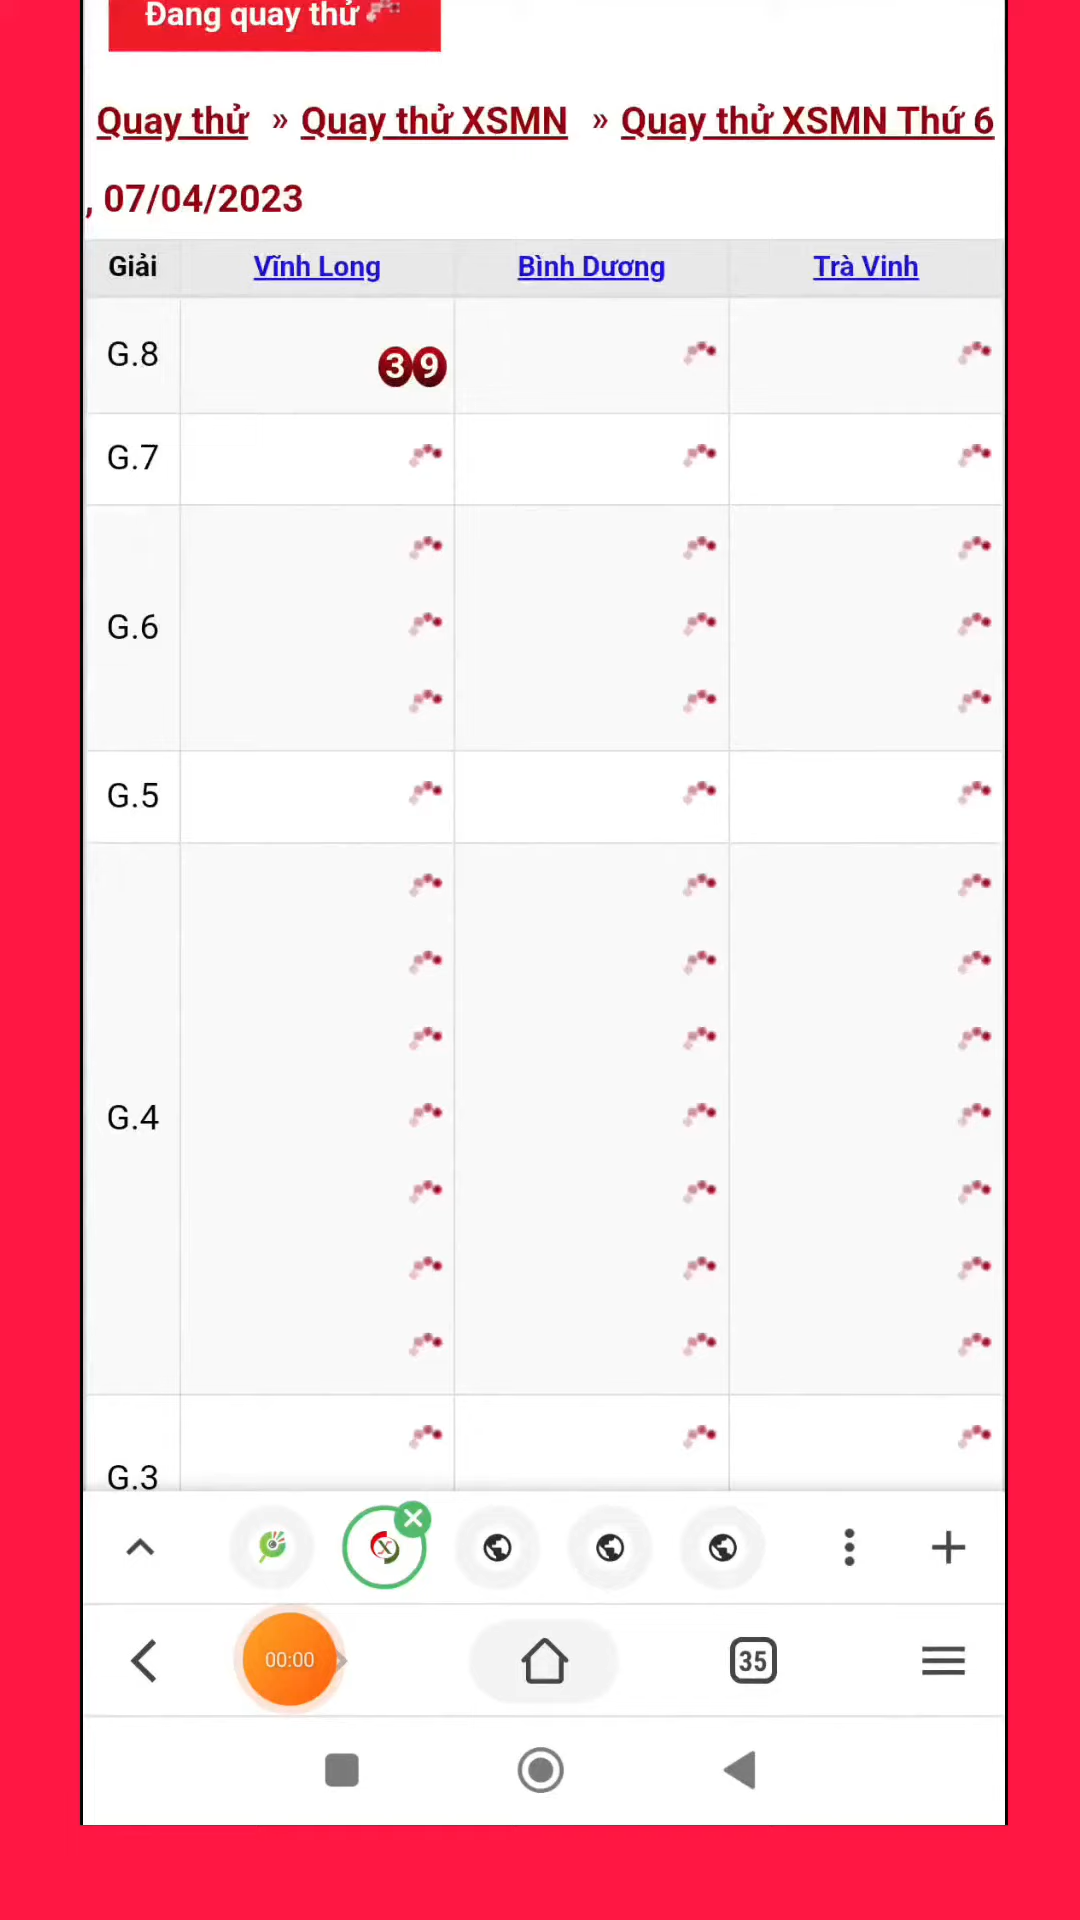 Đang quay thử
Quay thử » Quay thử XSMN » Quay thử XSMN Thứ 6
, 07/04/2023
Giải Vĩnh Long Bình Dương Trà Vinh
G.8 39
G.7
G.6
G.5
G.4
G.3
00:00 35